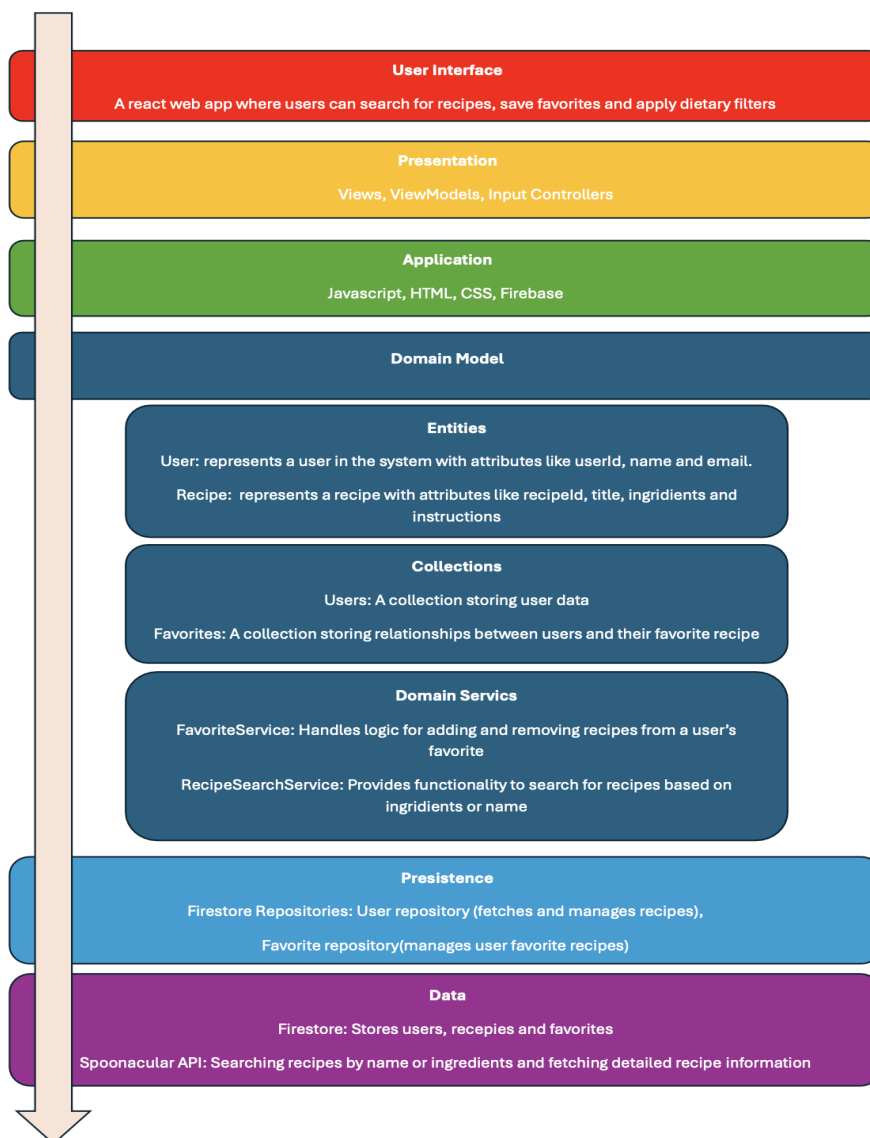 User Interface
A react web app where users can search for recipes, save favorites and apply dietary filters
Presentation
Views, ViewModels, Input Controllers
Application
Javascript, HTML, CSS, Firebase
Domain Model
Entities
User: represents a user in the system with attributes like userId, name and email.
Recipe: represents a recipe with attributes like recipeId, title, ingridients and
instructions
Collections
Users: A collection storing user data
Favorites: A collection storing relationships between users and their favorite recipe
Domain Servics
FavoriteService: Handles logic for adding and removing recipes from a user’s
favorite
RecipeSearchService: Provides functionality to search for recipes based on
ingridients or name
Presistence
Firestore Repositories: User repository (fetches and manages recipes),
Favorite repository(manages user favorite recipes)
Data
Firestore: Stores users, recepies and favorites
Spoonacular API: Searching recipes by name or ingredients and fetching detailed recipe information